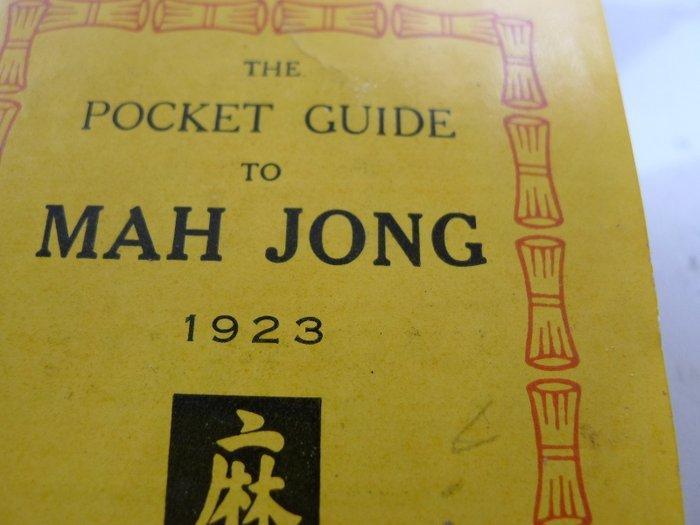 THE
POCKET GUIDE
TO
MAH JONG
1923
麻